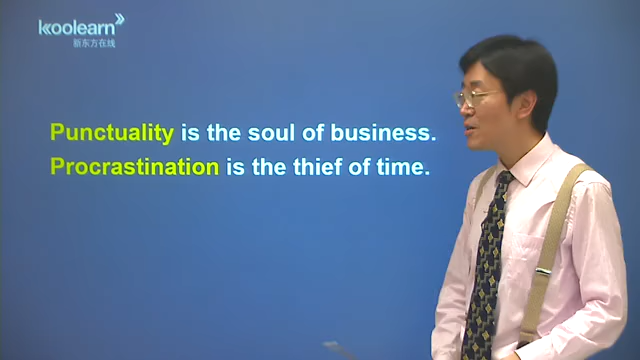 koolearn
新东方在线
Punctuality is the soul of business.
Procrastination is the thief of time.